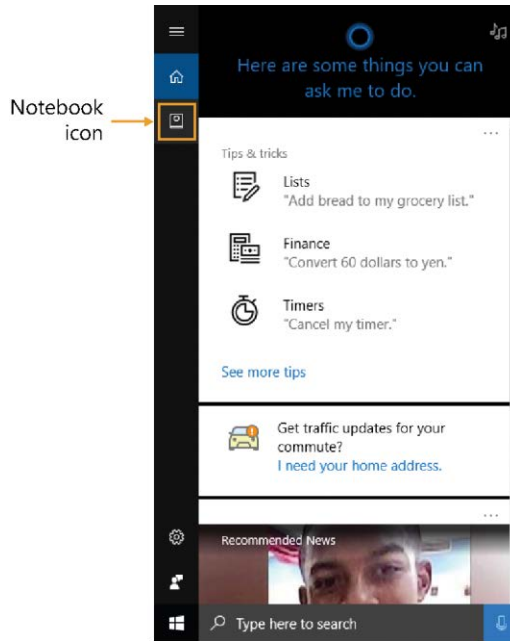 Here are some things you can
ask me to do.
Notebook
icon
...
Tips & tricks
Lists
"Add bread to my grocery list."
Finance
"Convert 60 dollars to yen."
Timers
"Cancel my timer."
See more tips
Get traffic updates for your
commute?
I need your home address.
...
Recommended News
Type here to search